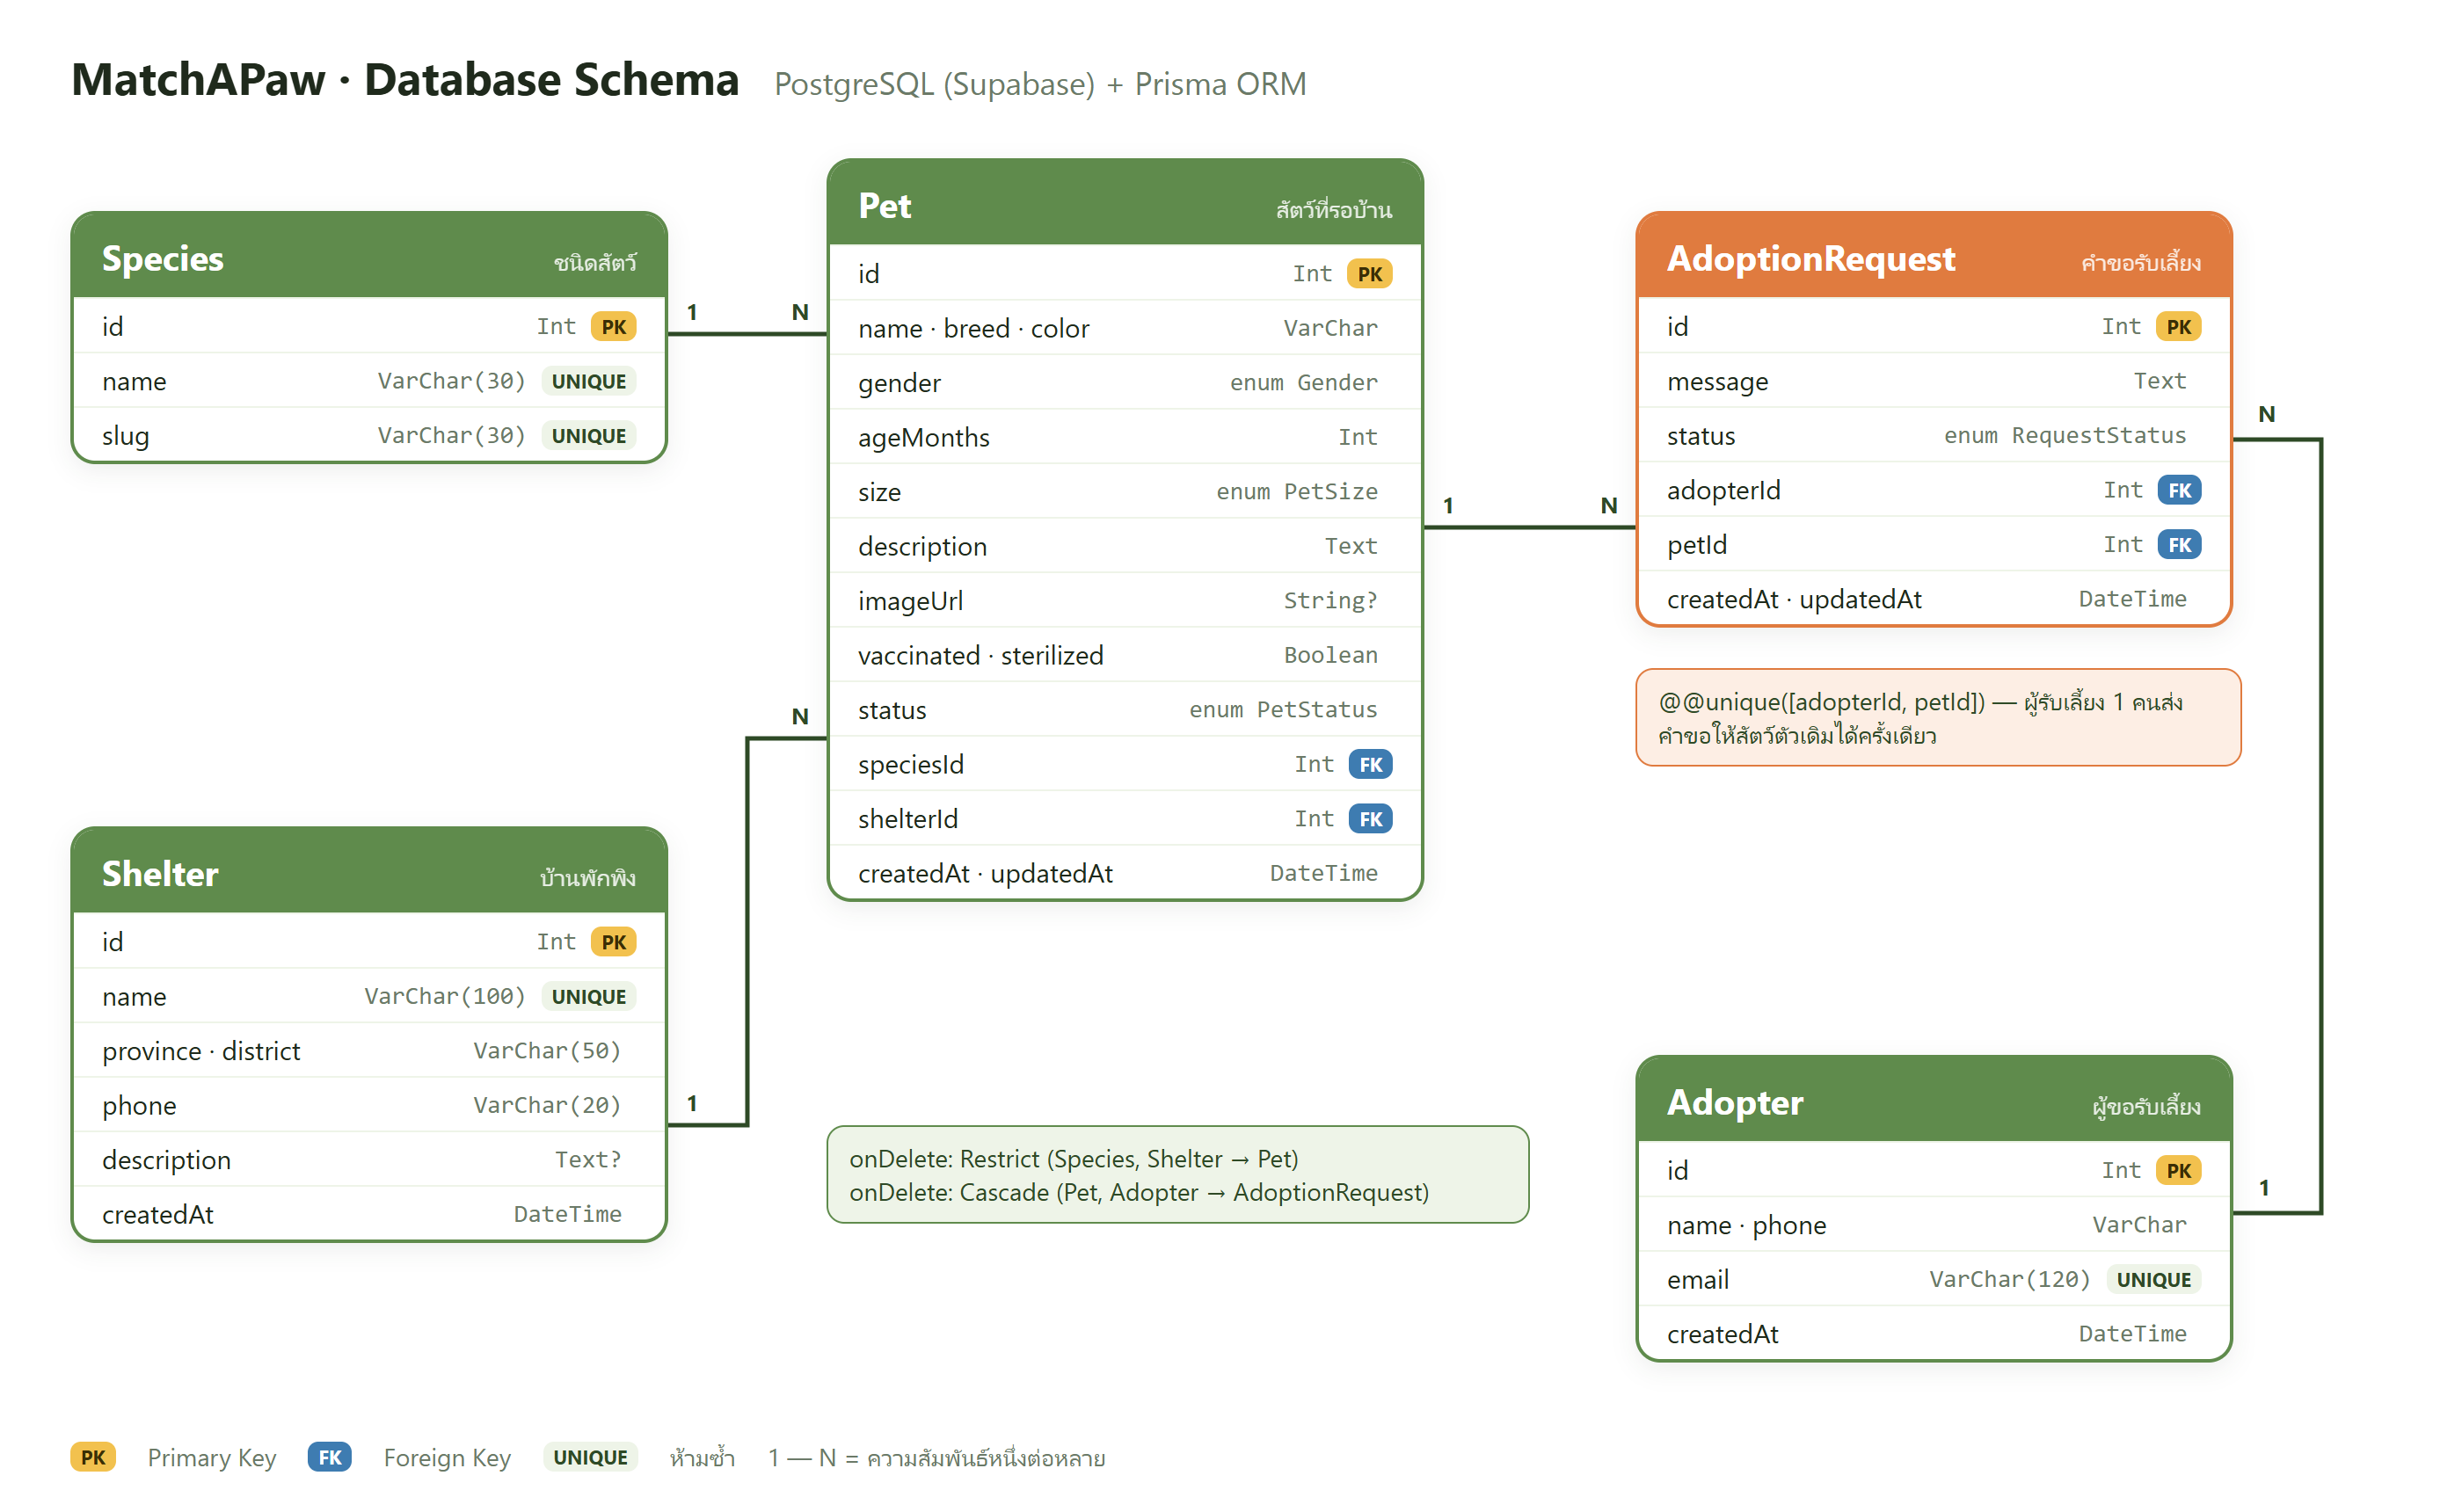 MatchAPaw · Database Schema PostgreSQL (Supabase) + Prisma ORM
Species ชนิดสัตว์
id Int PK
name VarChar(30) UNIQUE
slug VarChar(30) UNIQUE
1 N
Pet สัตว์ที่รอบ้าน
id Int PK
name · breed · color VarChar
gender enum Gender
ageMonths Int
size enum PetSize
description Text
imageUrl String?
vaccinated · sterilized Boolean
status enum PetStatus
speciesId Int FK
shelterId Int FK
createdAt · updatedAt DateTime
1 N
AdoptionRequest คำขอรับเลี้ยง
id Int PK
message Text
status enum RequestStatus
adopterId Int FK
petId Int FK
createdAt · updatedAt DateTime
N
@@unique([adopterId, petId]) — ผู้รับเลี้ยง 1 คนส่ง
คำขอให้สัตว์ตัวเดิมได้ครั้งเดียว
N
Shelter บ้านพักพิง
id Int PK
name VarChar(100) UNIQUE
province · district VarChar(50)
phone VarChar(20)
description Text?
createdAt DateTime
1
onDelete: Restrict (Species, Shelter → Pet)
onDelete: Cascade (Pet, Adopter → AdoptionRequest)
Adopter ผู้ขอรับเลี้ยง
id Int PK
name · phone VarChar
email VarChar(120) UNIQUE
createdAt DateTime
1
PK Primary Key FK Foreign Key UNIQUE ห้ามซ้ำ 1 — N = ความสัมพันธ์หนึ่งต่อหลาย